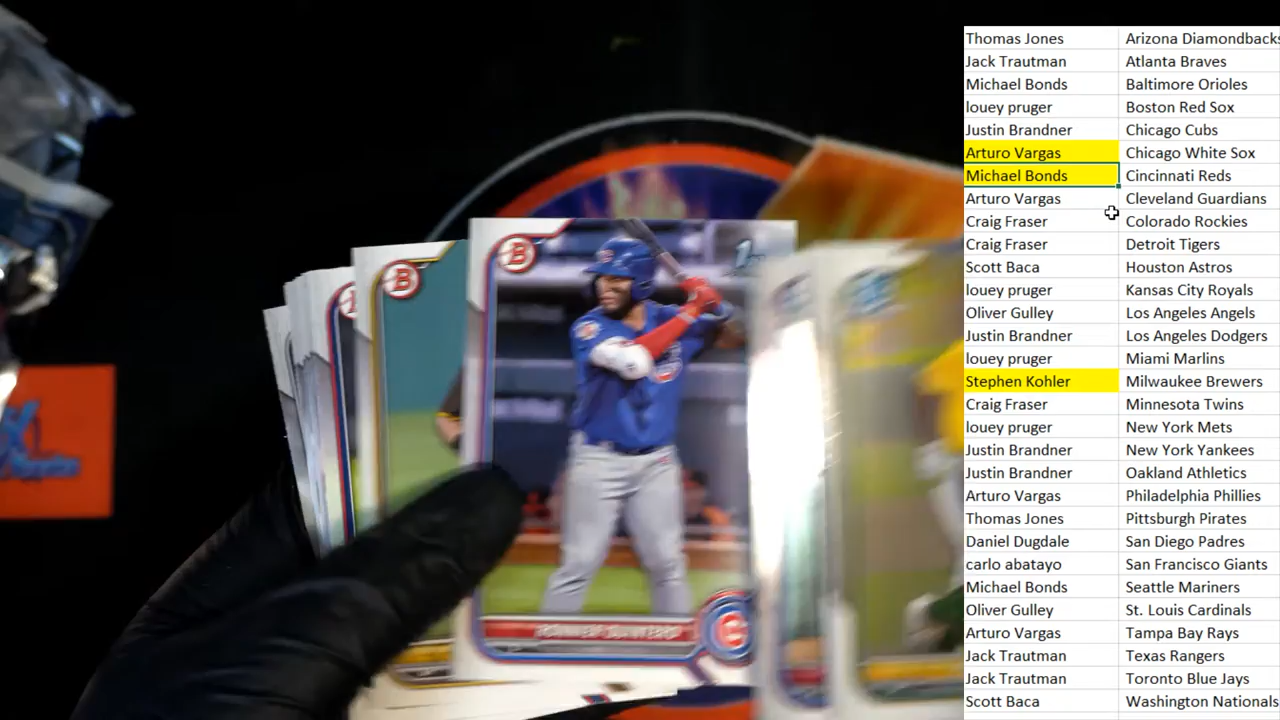 Thomas Jones Arizona Diamondbacks
Jack Trautman Atlanta Braves
Michael Bonds Baltimore Orioles
louey pruger Boston Red Sox
Justin Brandner Chicago Cubs
Arturo Vargas Chicago White Sox
Michael Bonds Cincinnati Reds
Arturo Vargas Cleveland Guardians
Craig Fraser Colorado Rockies
Craig Fraser Detroit Tigers
Scott Baca Houston Astros
louey pruger Kansas City Royals
Oliver Gulley Los Angeles Angels
Justin Brandner Los Angeles Dodgers
louey pruger Miami Marlins
Stephen Kohler Milwaukee Brewers
Craig Fraser Minnesota Twins
louey pruger New York Mets
Justin Brandner New York Yankees
Justin Brandner Oakland Athletics
Arturo Vargas Philadelphia Phillies
Thomas Jones Pittsburgh Pirates
Daniel Dugdale San Diego Padres
carlo abatayo San Francisco Giants
Michael Bonds Seattle Mariners
Oliver Gulley St. Louis Cardinals
Arturo Vargas Tampa Bay Rays
Jack Trautman Texas Rangers
Jack Trautman Toronto Blue Jays
Scott Baca Washington Nationals
B
B